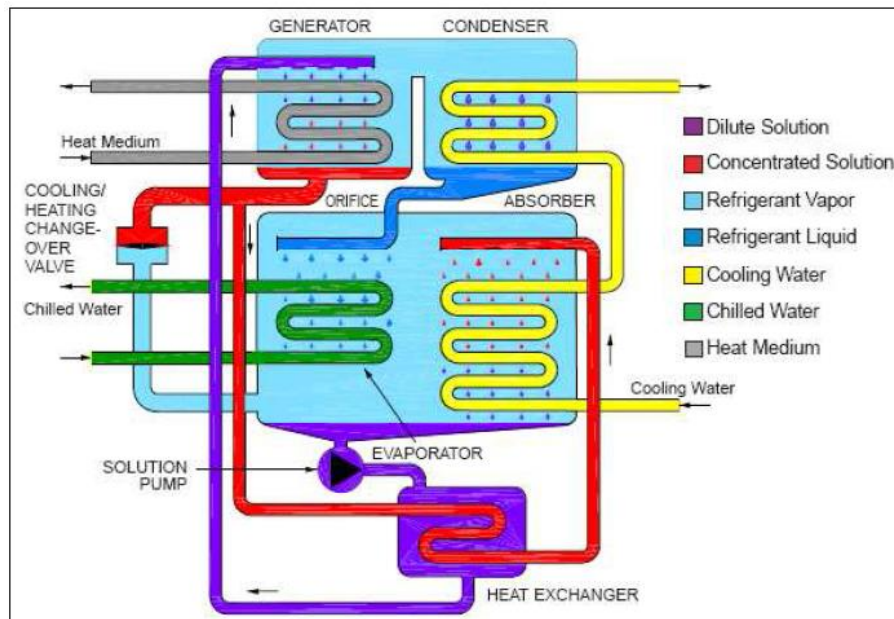 GENERATOR
CONDENSER
Heat Medium
COOLING/
HEATING
CHANGE-
OVER
VALVE
ORIFICE
ABSORBER
Chilled Water
Cooling Water
EVAPORATOR
SOLUTION
PUMP
HEAT EXCHANGER
Dilute Solution
Concentrated Solution
Refrigerant Vapor
Refrigerant Liquid
Cooling Water
Chilled Water
Heat Medium